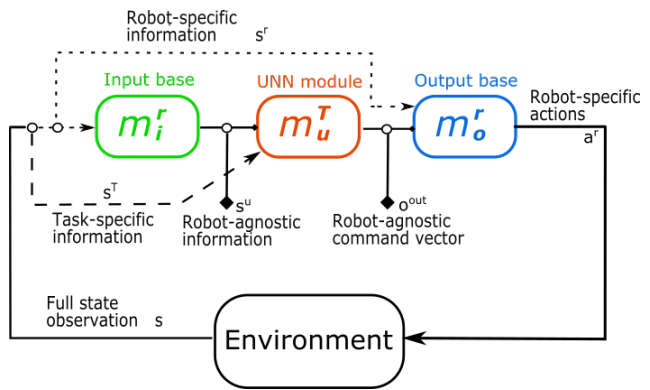 Robot-specific
information s^r
Input base
UNN module
Output base
m_i^r
m_u^T
m_o^r
Robot-specific
actions
a^r
s^T
Task-specific
information
s^u
Robot-agnostic
information
o^out
Robot-agnostic
command vector
Full state
observation s
Environment